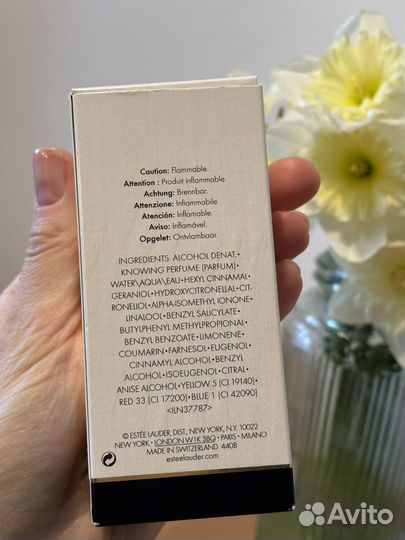 Caution: Flammable.
Attention : Produit inflammable.
Achtung: Brennbar.
Attenzione: Infiammabile.
Atención: Inflamable.
Aviso: Inflamável.
Opgelet: Ontvlambaar.
INGREDIENTS: ALCOHOL DENAT.•
KNOWING PERFUME (PARFUM)•
WATER\AQUA\EAU•HEXYL CINNAMAL•
GERANIOL•HYDROXYCITRONELLAL•CIT-
RONELLOL•ALPHA-ISOMETHYL IONONE•
LINALOOL•BENZYL SALICYLATE•
BUTYLPHENYL METHYLPROPIONAL•
BENZYL BENZOATE•LIMONENE•
COUMARIN•FARNESOL•EUGENOL•
CINNAMYL ALCOHOL•BENZYL
ALCOHOL•ISOEUGENOL•CITRAL•
ANISE ALCOHOL•YELLOW 5 (CI 19140)•
RED 33 (CI 17200)•BLUE 1 (CI 42090)
<ILN37787>
© ESTĒE LAUDER, DIST., NEW YORK, N.Y. 10022
NEW YORK • LONDON W1K 3BQ • PARIS • MILANO
MADE IN SWITZERLAND 4408
esteelauder.com
Avito